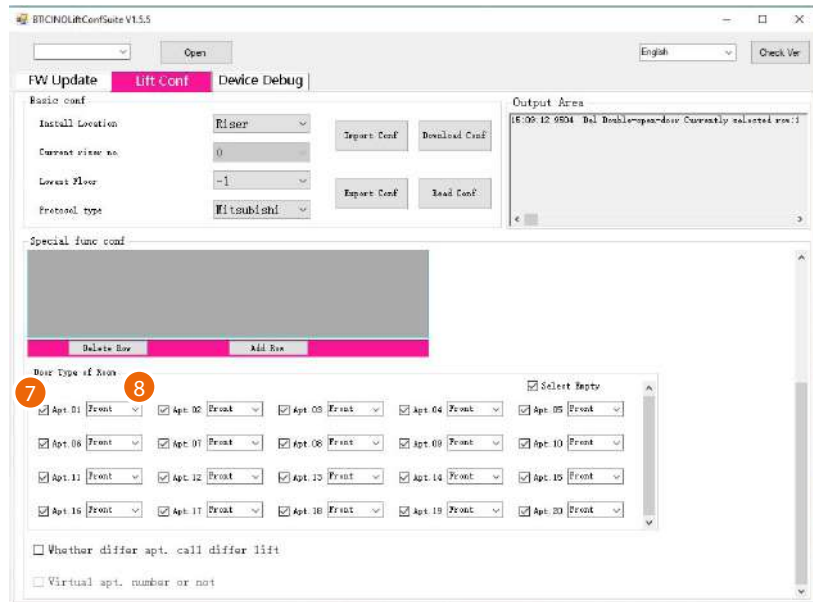 BTICINOLiftConfSuite V1.5.5
Open English Check Ver
FW Update Lift Conf Device Debug
Basic conf Output Area
Install Location Riser Import Conf Download Conf
15:09:12 9504 Del Double-open-door Currently selected row:1
Current riser no 0
Lowest Floor -1 Export Conf Read Conf
Protocol type Mitsubishi
Special func conf
Delete Row Add Row
Door Type of Room
7 8 Select Empty
Apt.01 Front Apt.02 Front Apt.03 Front Apt.04 Front Apt.05 Front
Apt.06 Front Apt.07 Front Apt.08 Front Apt.09 Front Apt.10 Front
Apt.11 Front Apt.12 Front Apt.13 Front Apt.14 Front Apt.15 Front
Apt.16 Front Apt.17 Front Apt.18 Front Apt.19 Front Apt.20 Front
Whether differ apt. call differ lift
Virtual apt. number or not